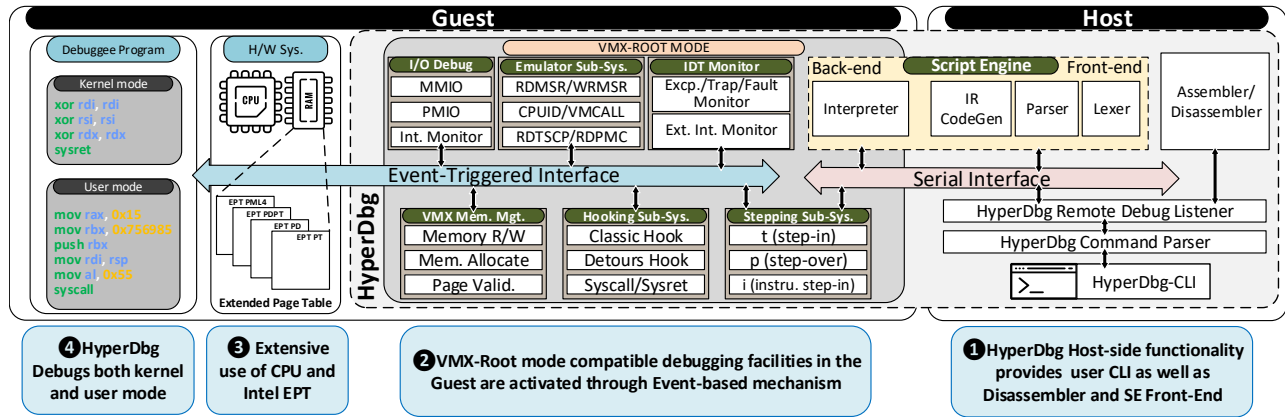 Guest
Host
Debuggee Program
Kernel mode
xor rdi, rdi
xor rsi, rsi
xor rdx, rdx
sysret
User mode
mov rax, 0x15
push rbx
mov rdi, rsp
mov al, 0x55
syscall
H/W Sys.
CPU
RAM
EPT PML4
EPT PDPT
EPT PD
EPT PT
Extended Page Table
HyperDbg
VMX-ROOT MODE
I/O Debug
MMIO
PMIO
Int. Monitor
Emulator Sub-Sys.
RDMSR/WRMSR
CPUID/VMCALL
RDTSCP/RDPMC
IDT Monitor
Excp./Trap/Fault
Monitor
Ext. Int. Monitor
Back-end
Script Engine
Front-end
Interpreter
IR
CodeGen
Parser
Lexer
Assembler/
Disassembler
Event-Triggered Interface
Serial Interface
VMX Mem. Mgt.
Memory R/W
Mem. Allocate
Page Valid.
Hooking Sub-Sys.
Classic Hook
Detours Hook
Syscall/Sysret
Stepping Sub-Sys.
t (step-in)
p (step-over)
i (instru. step-in)
HyperDbg Remote Debug Listener
HyperDbg Command Parser
HyperDbg-CLI
❹HyperDbg
Debugs both kernel
and user mode
❸ Extensive
use of CPU and
Intel EPT
❷VMX-Root mode compatible debugging facilities in the
Guest are activated through Event-based mechanism
❶HyperDbg Host-side functionality
provides user CLI as well as
Disassembler and SE Front-End